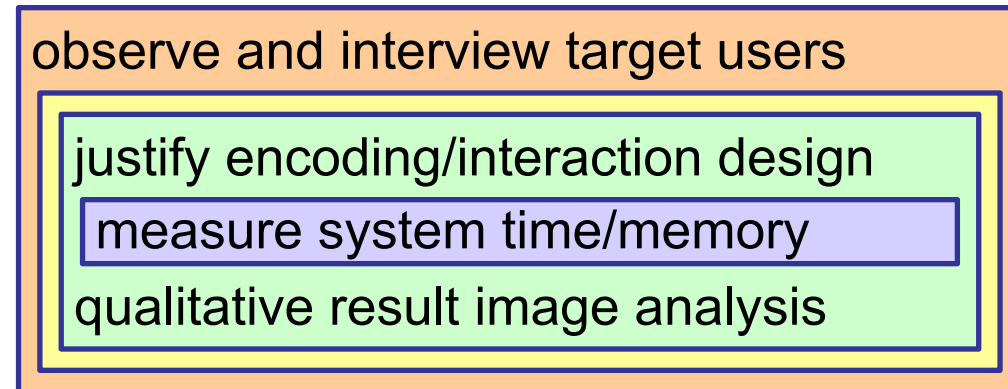 observe and interview target users
justify encoding/interaction design
measure system time/memory
qualitative result image analysis